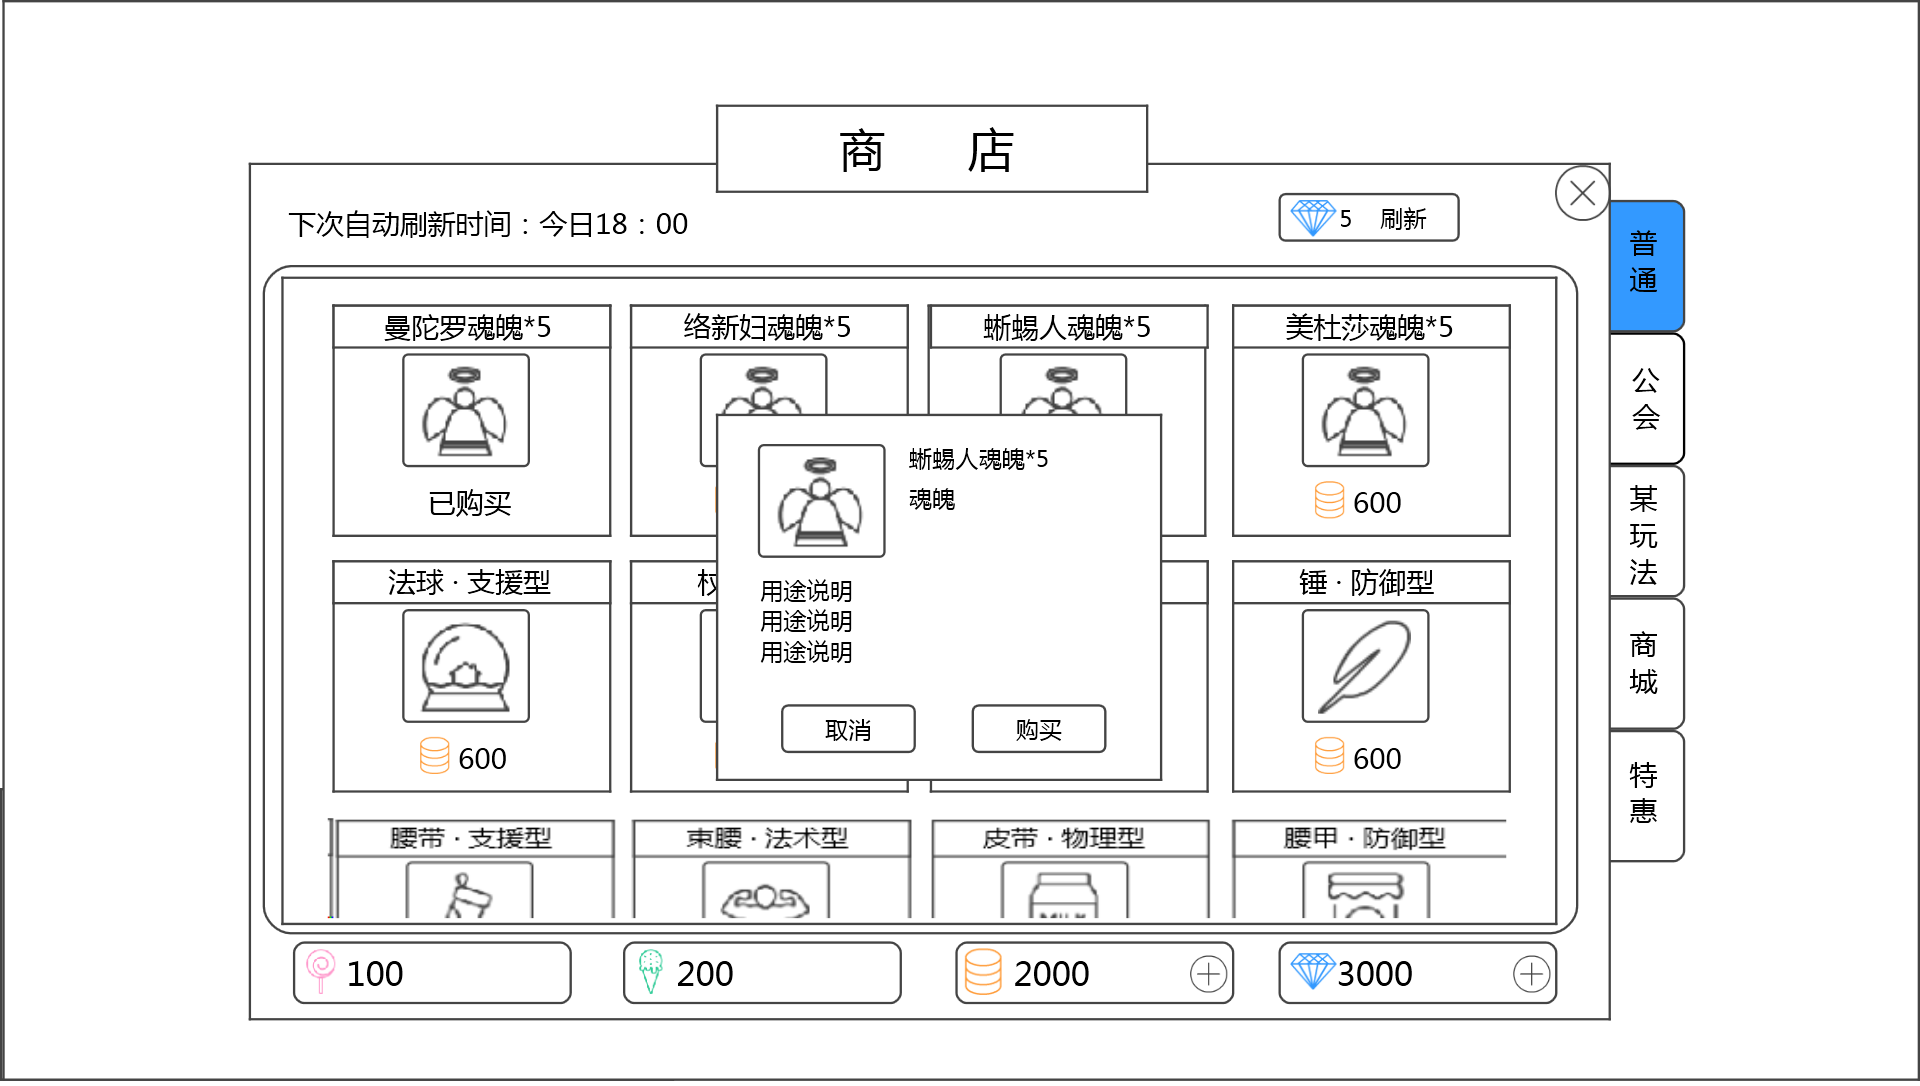 商 店
下次自动刷新时间：今日18：00
5 刷新
普通
公会
某玩法
商城
特惠
曼陀罗魂魄*5
络新妇魂魄*5
蜥蜴人魂魄*5
美杜莎魂魄*5
已购买
600
蜥蜴人魂魄*5
魂魄
用途说明
用途说明
用途说明
取消
购买
法球·支援型
锤·防御型
600
600
腰带·支援型
束腰·法术型
皮带·物理型
腰甲·防御型
MILK
100
200
2000
3000